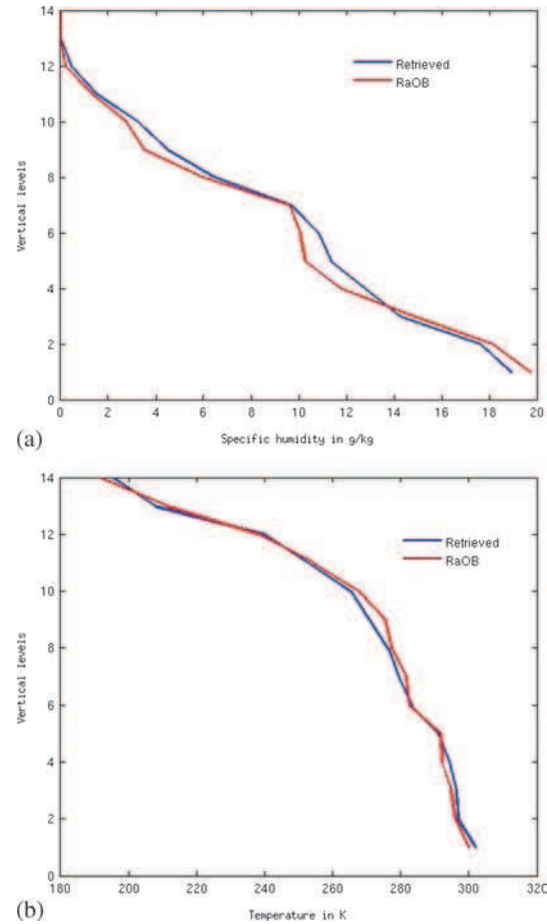 14
12
10
8
6
4
2
0
Vertical levels
Retrieved
RaOB
0 2 4 6 8 10 12 14 16 18 20
(a)
Specific humidity in g/kg
14
12
10
8
6
4
2
0
Vertical levels
Retrieved
RaOB
180 200 220 240 260 280 300 320
(b)
Temperature in K